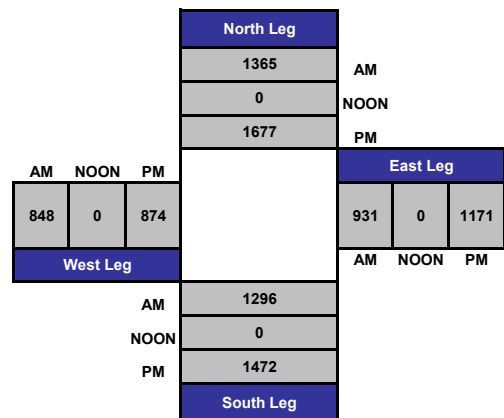 North Leg
1365 AM
0 NOON
1677 PM
AM NOON PM
East Leg
848 0 874
931 0 1171
West Leg
AM NOON PM
AM 1296
NOON 0
PM 1472
South Leg